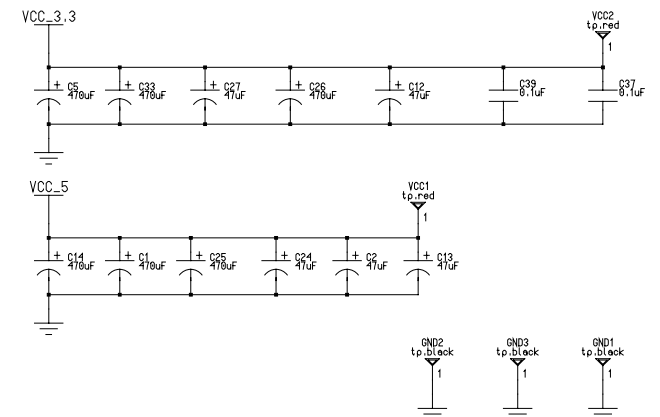 VCC_3.3
VCC2
tp.red
1
C5
470uF
C33
470uF
C27
47uF
C26
470uF
C12
47uF
C39
0.1uF
C37
0.1uF
VCC_5
VCC1
tp.red
1
C14
470uF
C1
470uF
C25
470uF
C24
47uF
C2
47uF
C13
47uF
GND2
tp.black
1
GND3
tp.black
1
GND1
tp.black
1